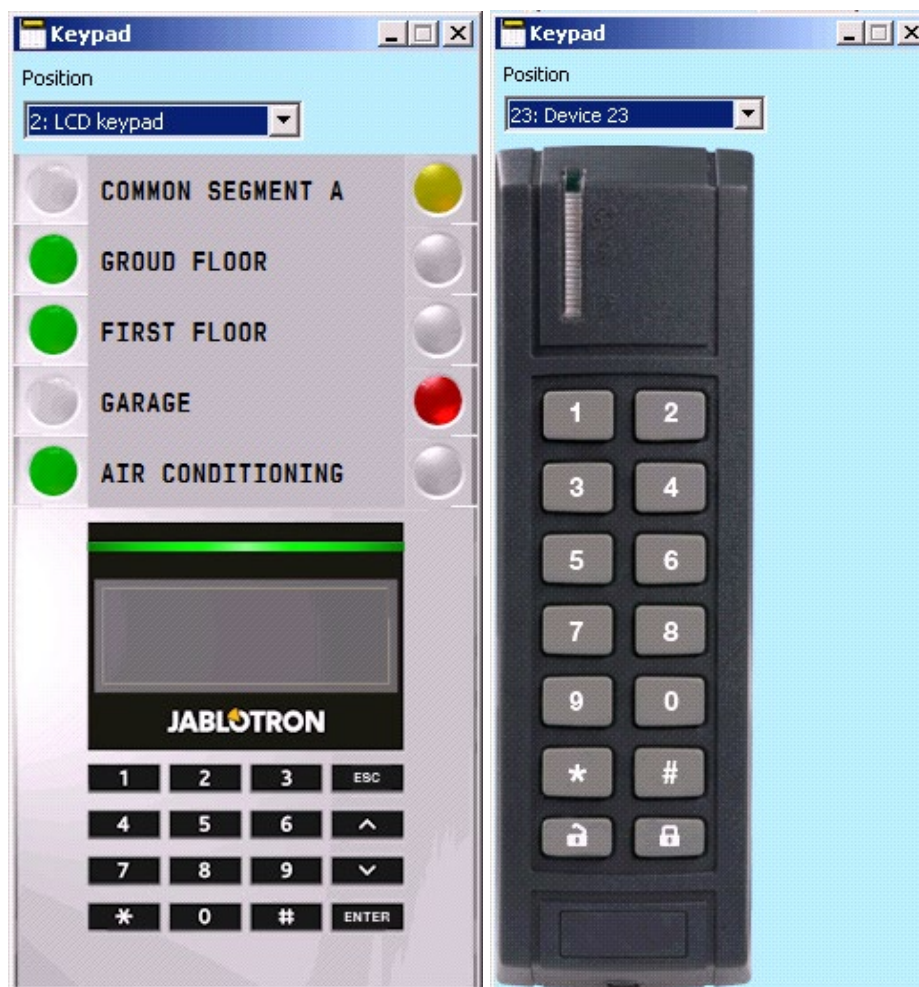 Keypad
Position
2: LCD keypad
COMMON SEGMENT A
GROUD FLOOR
FIRST FLOOR
GARAGE
AIR CONDITIONING
JABLOTRON
1 2 3 ESC
4 5 6
7 8 9
* 0 # ENTER
Keypad
Position
23: Device 23
1 2
3 4
5 6
7 8
9 0
* #